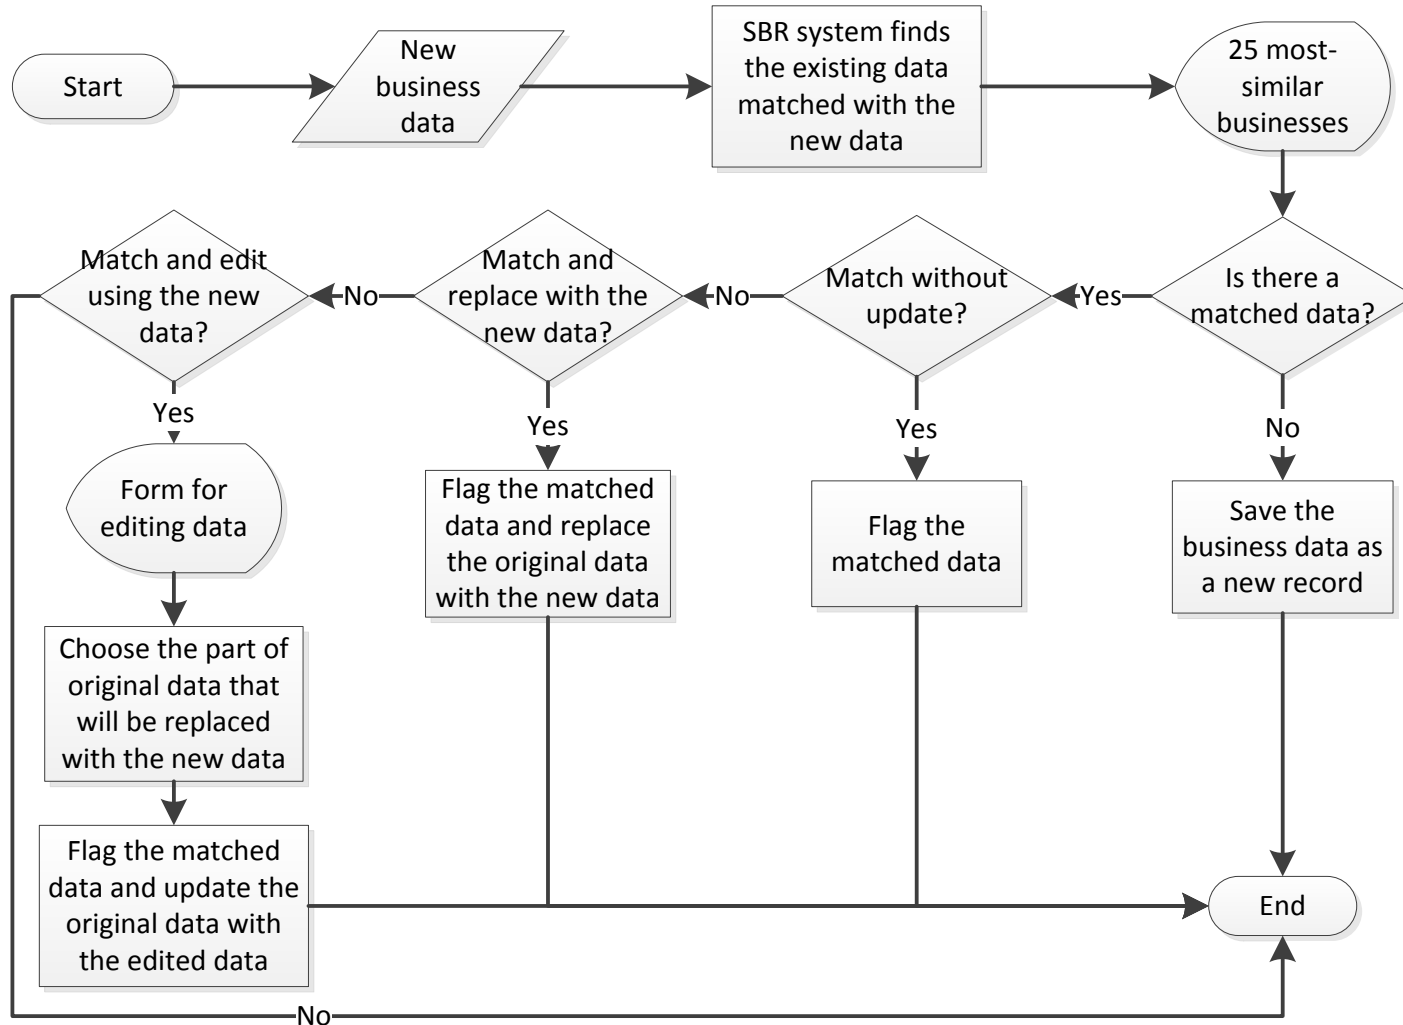 Start
New
business
data
SBR system finds
the existing data
matched with the
new data
25 most-
similar
businesses
Match and edit
using the new
data?
No
Match and
replace with the
new data?
No
Match without
update?
Yes
Is there a
matched data?
Yes
Yes
Yes
No
Form for
editing data
Flag the matched
data and replace
the original data
with the new data
Flag the
matched data
Save the
business data as
a new record
Choose the part of
original data that
will be replaced
with the new data
Flag the matched
data and update the
original data with
the edited data
End
No